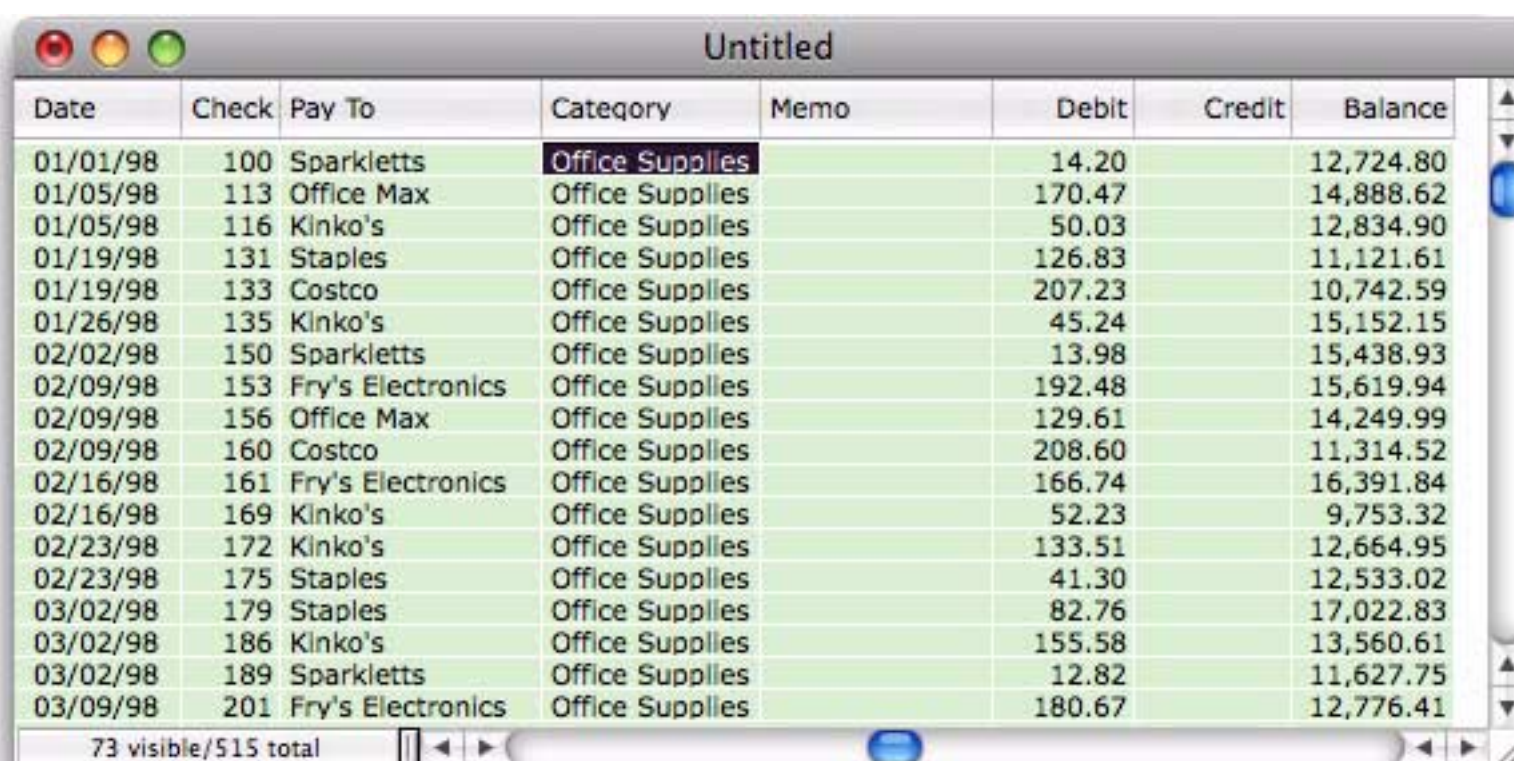 Untitled
Date Check Pay To Category Memo Debit Credit Balance
01/01/98 100 Sparkletts Office Supplies 14.20 12,724.80
01/05/98 113 Office Max Office Supplies 170.47 14,888.62
01/05/98 116 Kinko's Office Supplies 50.03 12,834.90
01/19/98 131 Staples Office Supplies 126.83 11,121.61
01/19/98 133 Costco Office Supplies 207.23 10,742.59
01/26/98 135 Kinko's Office Supplies 45.24 15,152.15
02/02/98 150 Sparkletts Office Supplies 13.98 15,438.93
02/09/98 153 Fry's Electronics Office Supplies 192.48 15,619.94
02/09/98 156 Office Max Office Supplies 129.61 14,249.99
02/09/98 160 Costco Office Supplies 208.60 11,314.52
02/16/98 161 Fry's Electronics Office Supplies 166.74 16,391.84
02/16/98 169 Kinko's Office Supplies 52.23 9,753.32
02/23/98 172 Kinko's Office Supplies 133.51 12,664.95
02/23/98 175 Staples Office Supplies 41.30 12,533.02
03/02/98 179 Staples Office Supplies 82.76 17,022.83
03/02/98 186 Kinko's Office Supplies 155.58 13,560.61
03/02/98 189 Sparkletts Office Supplies 12.82 11,627.75
03/09/98 201 Fry's Electronics Office Supplies 180.67 12,776.41
73 visible/515 total